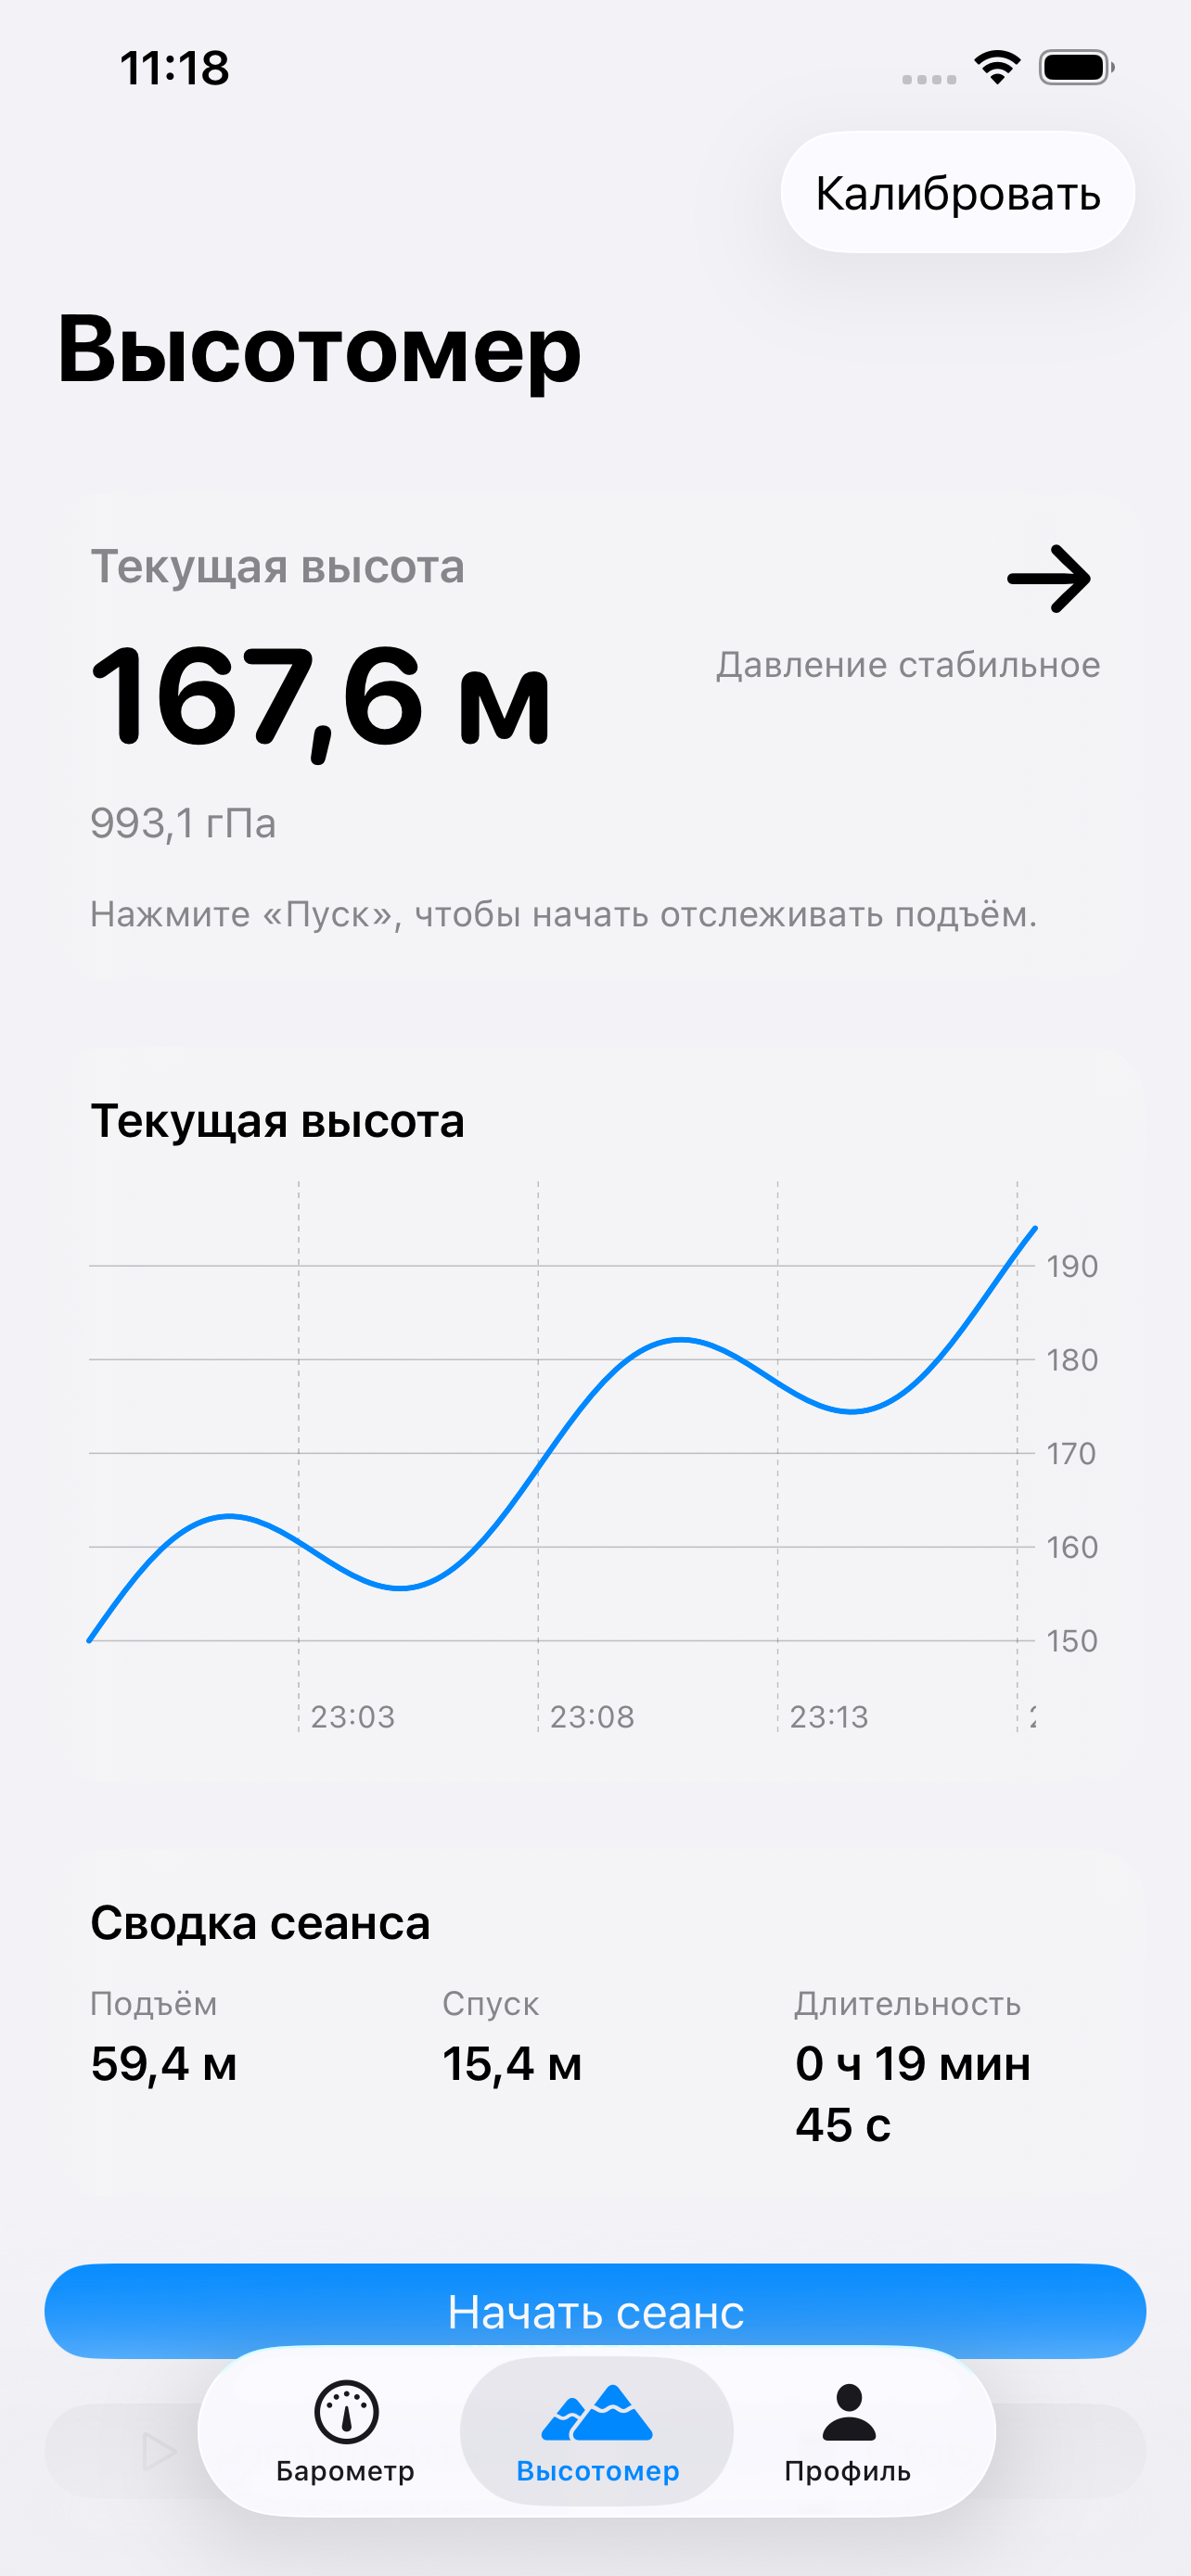 11:18
Калибровать
Высотомер
Текущая высота
167,6 м
Давление стабильное
993,1 гПа
Нажмите «Пуск», чтобы начать отслеживать подъём.
Текущая высота
190
180
170
160
150
23:03
23:08
23:13
Сводка сеанса
Подъём
Спуск
Длительность
59,4 м
15,4 м
0 ч 19 мин
45 с
Начать сеанс
Барометр
Высотомер
Профиль